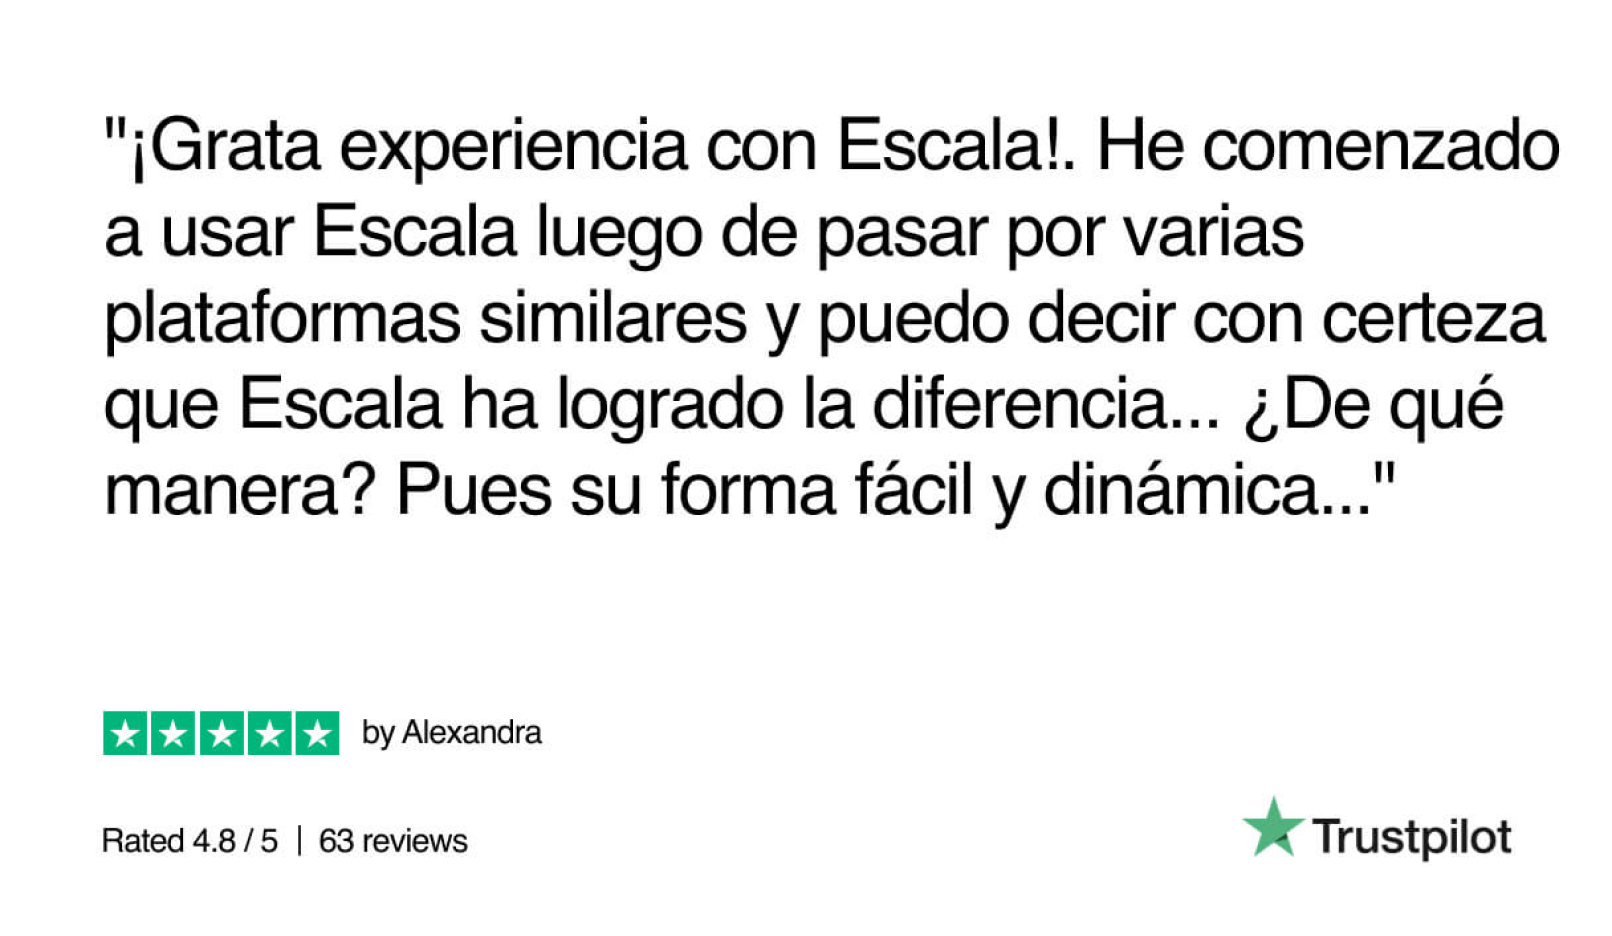 "¡Grata experiencia con Escala!. He comenzado
a usar Escala luego de pasar por varias
plataformas similares y puedo decir con certeza
que Escala ha logrado la diferencia... ¿De qué
manera? Pues su forma fácil y dinámica..."
by Alexandra
Rated 4.8 / 5 | 63 reviews
Trustpilot